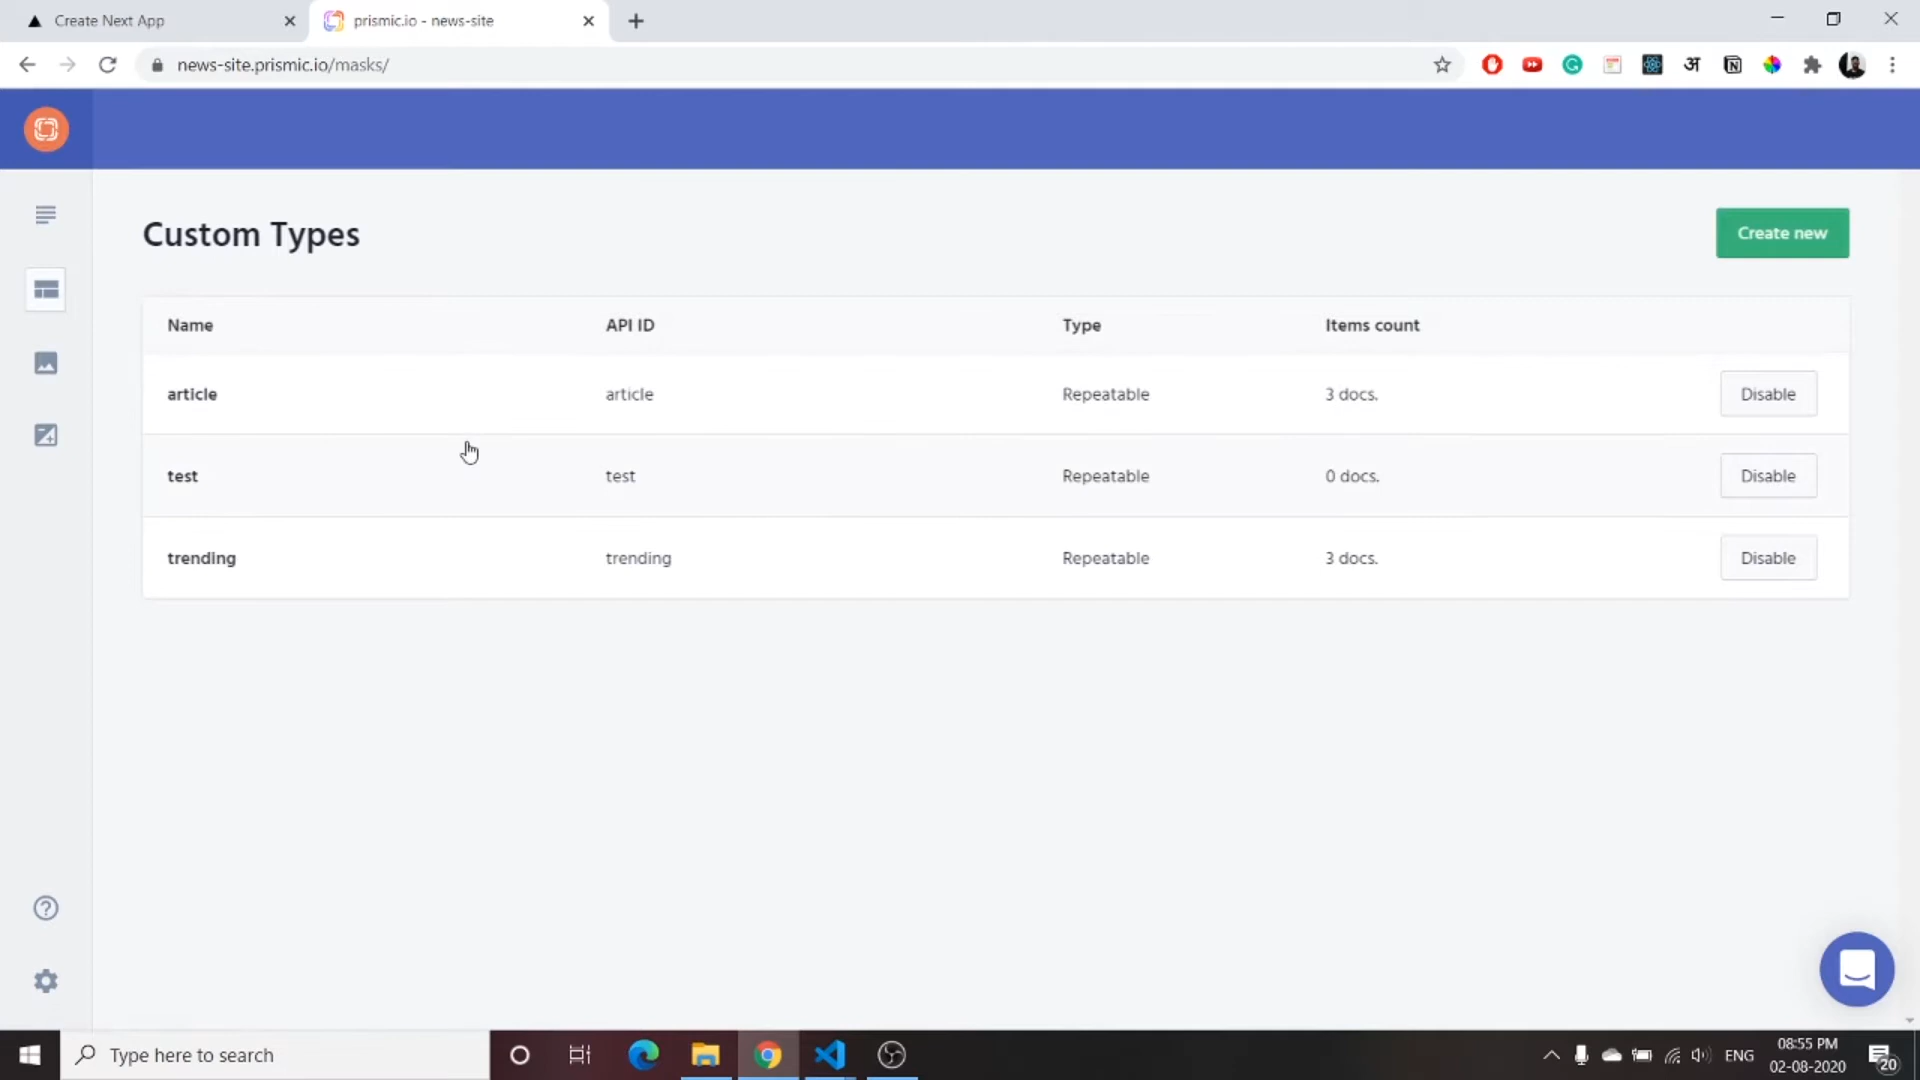 Create Next App
prismic.io - news-site
news-site.prismic.io/masks/
अ
Custom Types
Create new
Name API ID Type Items count
article article Repeatable 3 docs. Disable
test test Repeatable 0 docs. Disable
trending trending Repeatable 3 docs. Disable
Type here to search
ENG
08:55 PM
02-08-2020
20